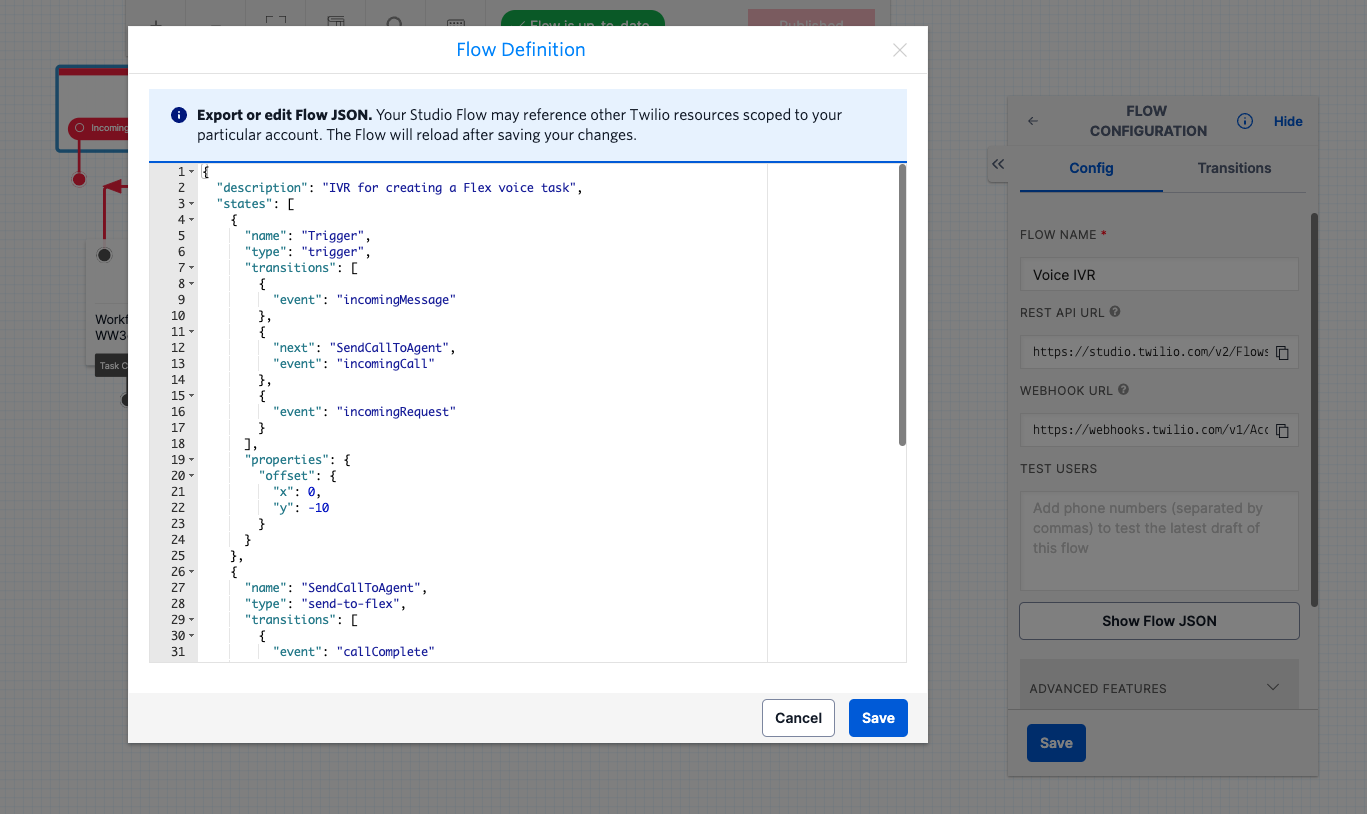 Flow is up-to-date
Published
Flow Definition
Export or edit Flow JSON. Your Studio Flow may reference other Twilio resources scoped to your
particular account. The Flow will reload after saving your changes.
1 {
2 "description": "IVR for creating a Flex voice task",
3 "states": [
4 {
5 "name": "Trigger",
6 "type": "trigger",
7 "transitions": [
8 {
9 "event": "incomingMessage"
10 },
11 {
12 "next": "SendCallToAgent",
13 "event": "incomingCall"
14 },
15 {
16 "event": "incomingRequest"
17 }
18 ],
19 "properties": {
20 "offset": {
21 "x": 0,
22 "y": -10
23 }
24 }
25 },
26 {
27 "name": "SendCallToAgent",
28 "type": "send-to-flex",
29 "transitions": [
30 {
31 "event": "callComplete"
Cancel
Save
Incoming
Workf
WW3
Task C
FLOW
CONFIGURATION
Hide
Config
Transitions
FLOW NAME *
Voice IVR
REST API URL
https://studio.twilio.com/v2/Flows
WEBHOOK URL
https://webhooks.twilio.com/v1/Acc
TEST USERS
Add phone numbers (separated by
commas) to test the latest draft of
this flow
Show Flow JSON
ADVANCED FEATURES
Save